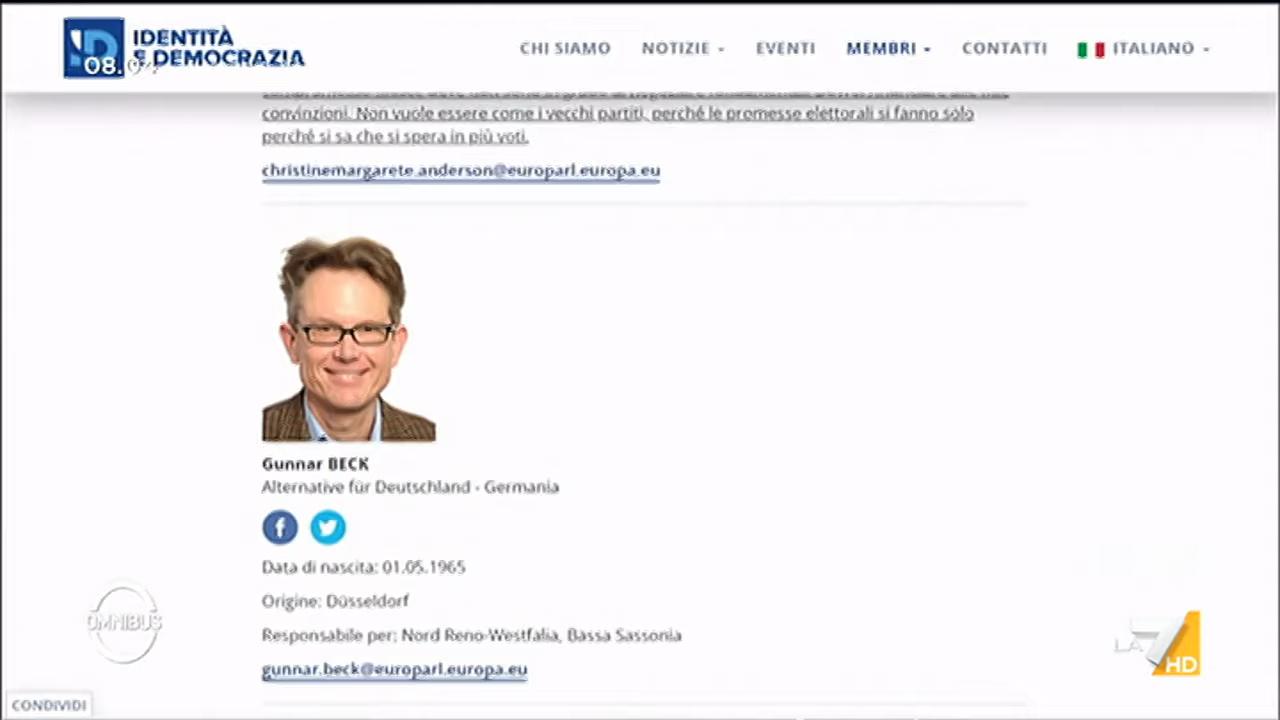 IDENTITÀ
E DEMOCRAZIA
08.04
CHI SIAMO NOTIZIE EVENTI MEMBRI CONTATTI ITALIANO
convinzioni. Non vuole essere come i vecchi partiti, perché le promesse elettorali si fanno solo
perché si sa che si spera in più voti.
christinemargarete.anderson@europarl.europa.eu
Gunnar BECK
Alternative für Deutschland - Germania
Data di nascita: 01.05.1965
Origine: Düsseldorf
Responsabile per: Nord Reno-Westfalia, Bassa Sassonia
gunnar.beck@europarl.europa.eu
OMNIBUS
LA7
HD
CONDIVIDI